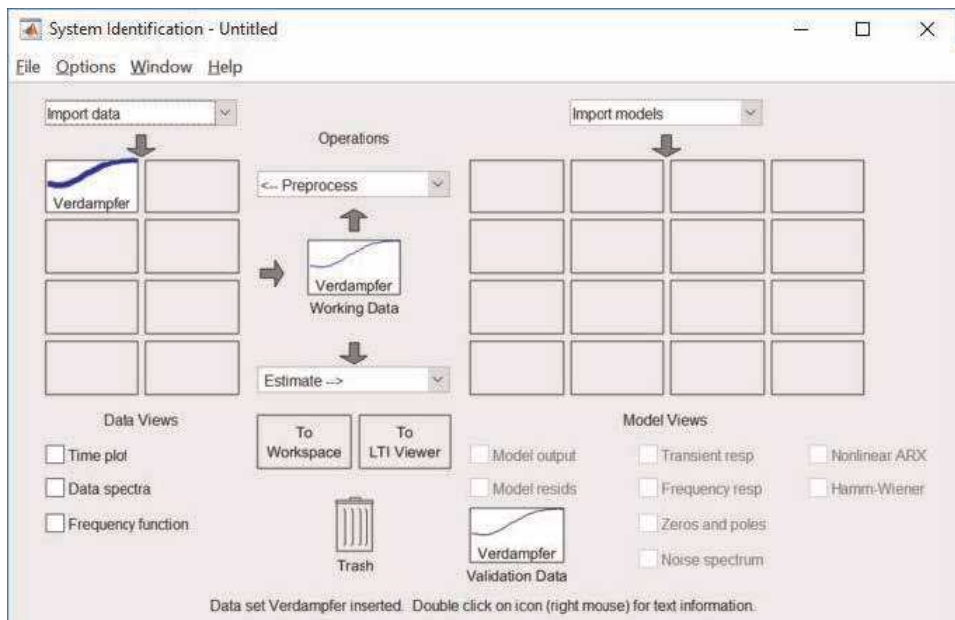 System Identification - Untitled
File Options Window Help
Import data
Import models
Operations
<-- Preprocess
Verdampfer
Verdampfer
Working Data
Estimate -->
Data Views
Time plot
Data spectra
Frequency function
To Workspace
To LTI Viewer
Trash
Model Views
Model output
Transient resp
Nonlinear ARX
Model resids
Frequency resp
Hamm-Wiener
Zeros and poles
Noise spectrum
Verdampfer
Validation Data
Data set Verdampfer inserted. Double click on icon (right mouse) for text information.